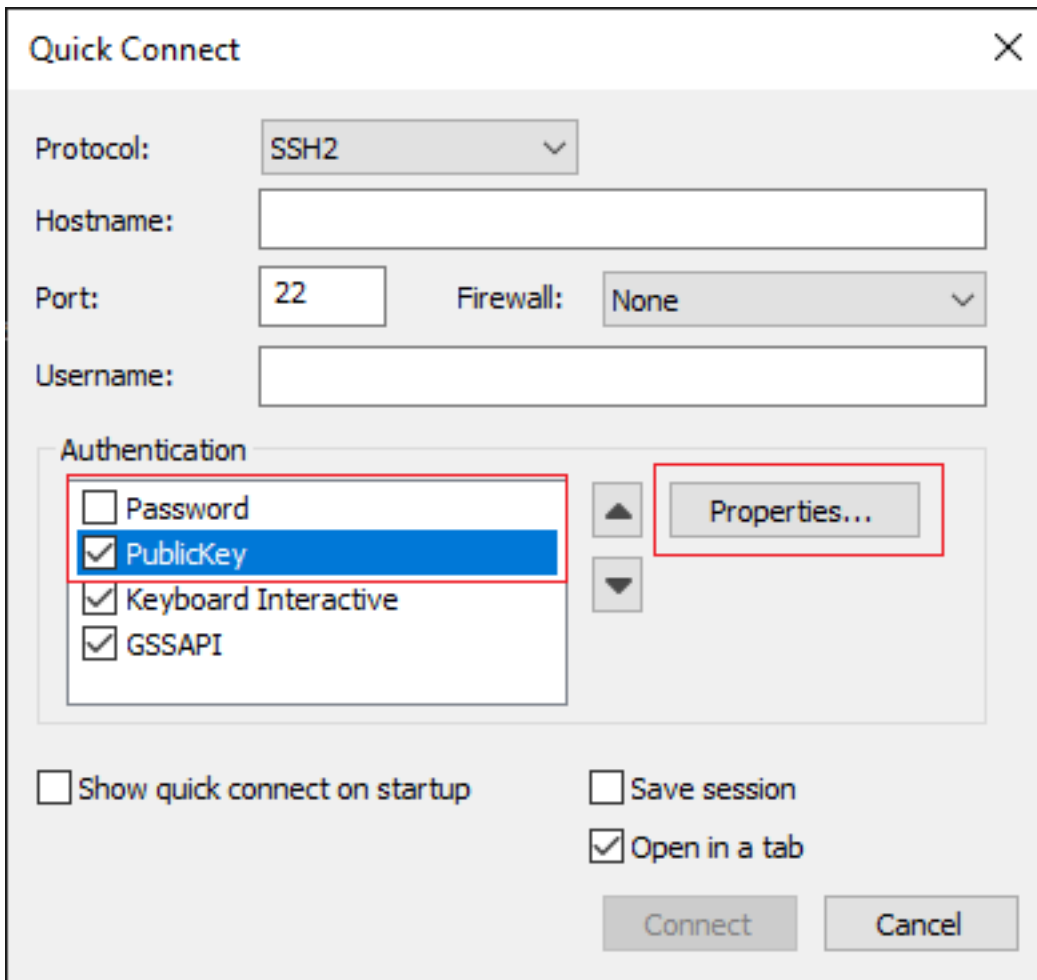 Quick Connect
Protocol: SSH2
Hostname:
Port: 22 Firewall: None
Username:
Authentication
Password
PublicKey
Keyboard Interactive
GSSAPI
Properties...
Show quick connect on startup
Save session
Open in a tab
Connect Cancel